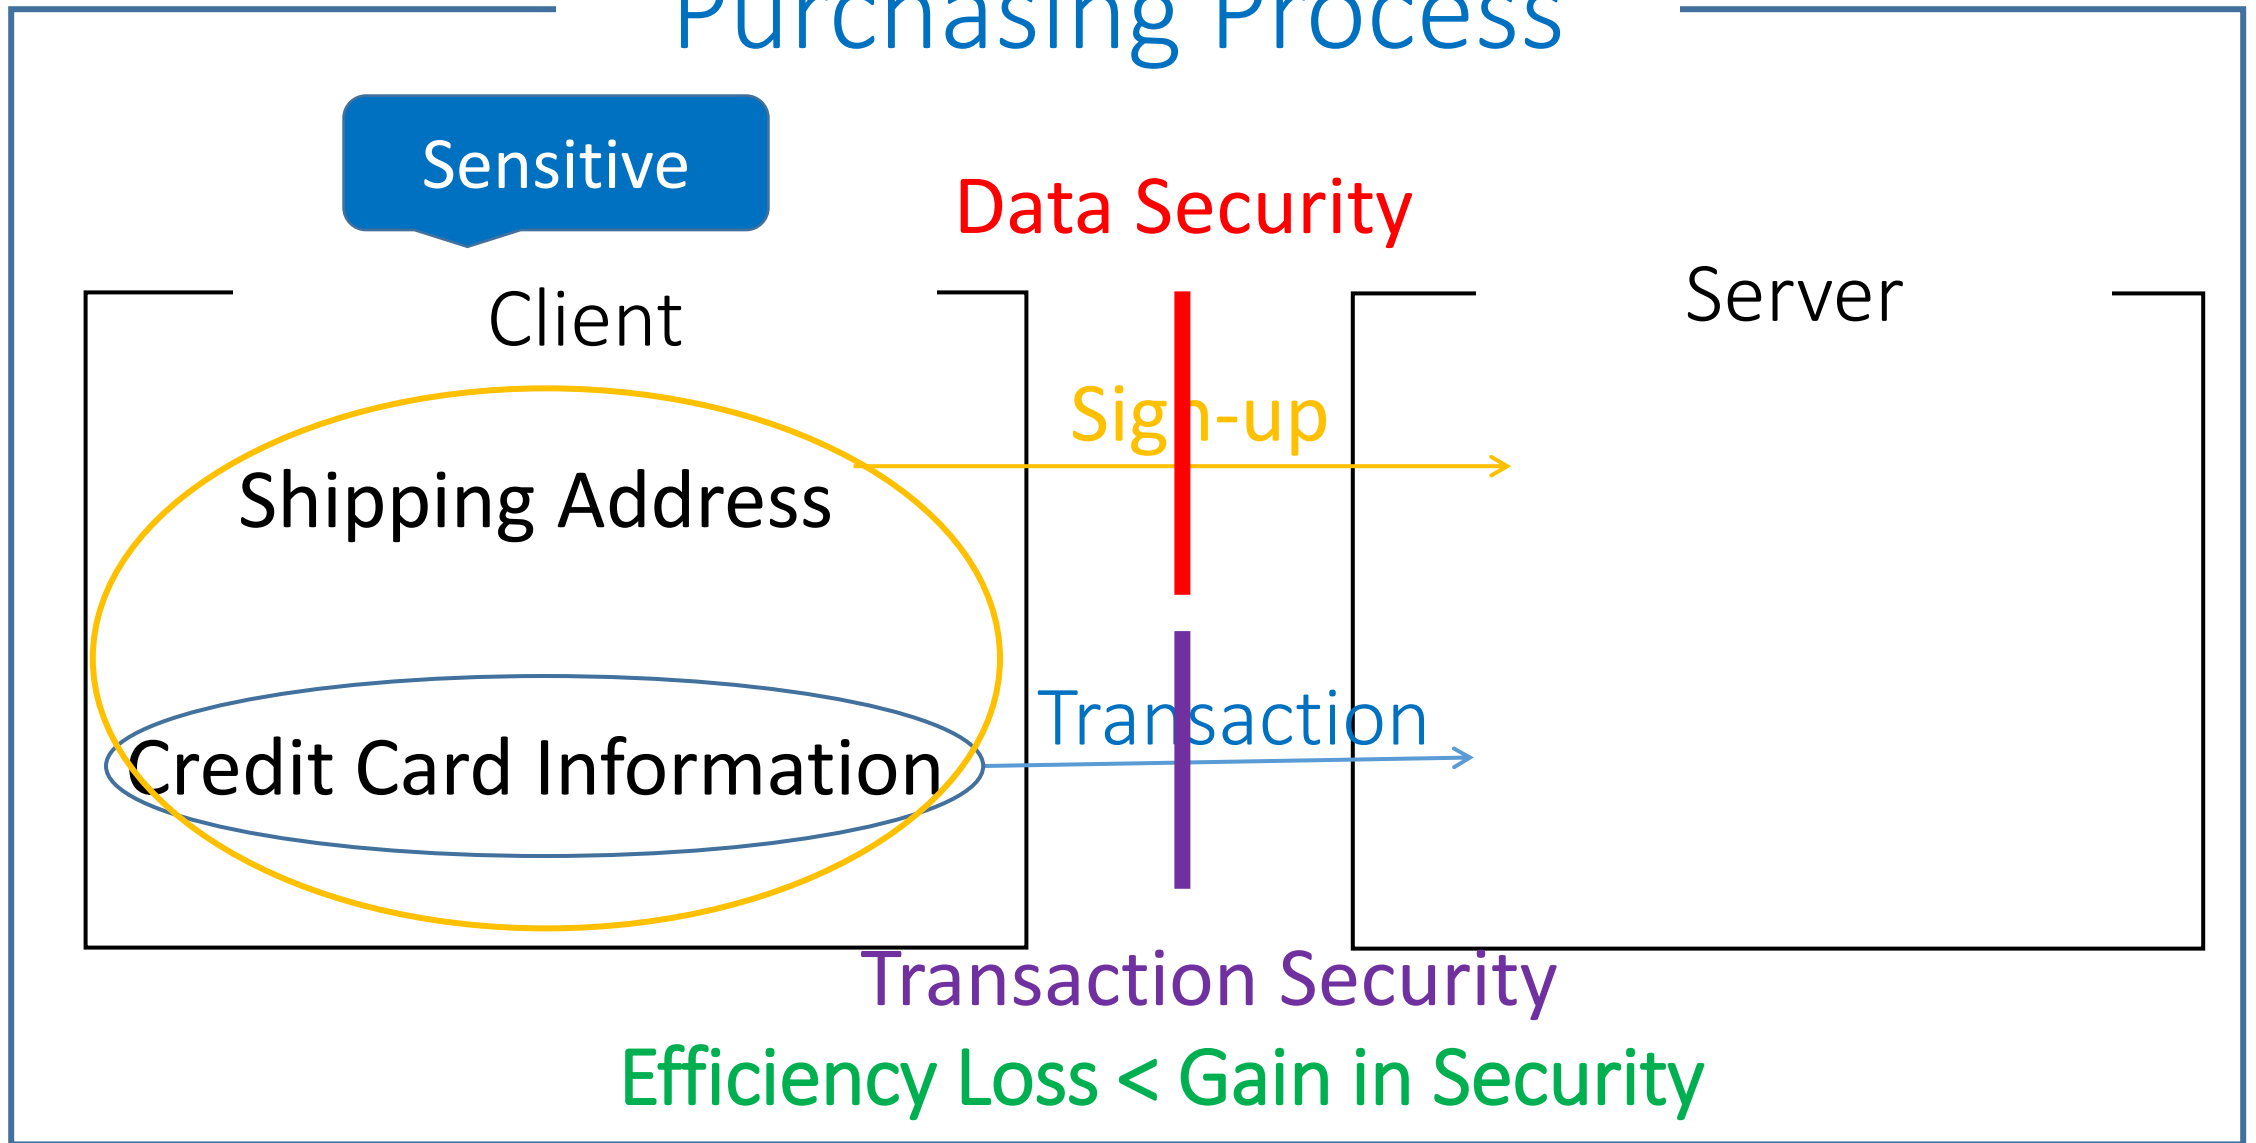 Purchasing Process
Sensitive
Data Security
Client
Server
Sign-up
Shipping Address
Transaction
Credit Card Information
Transaction Security
Efficiency Loss < Gain in Security